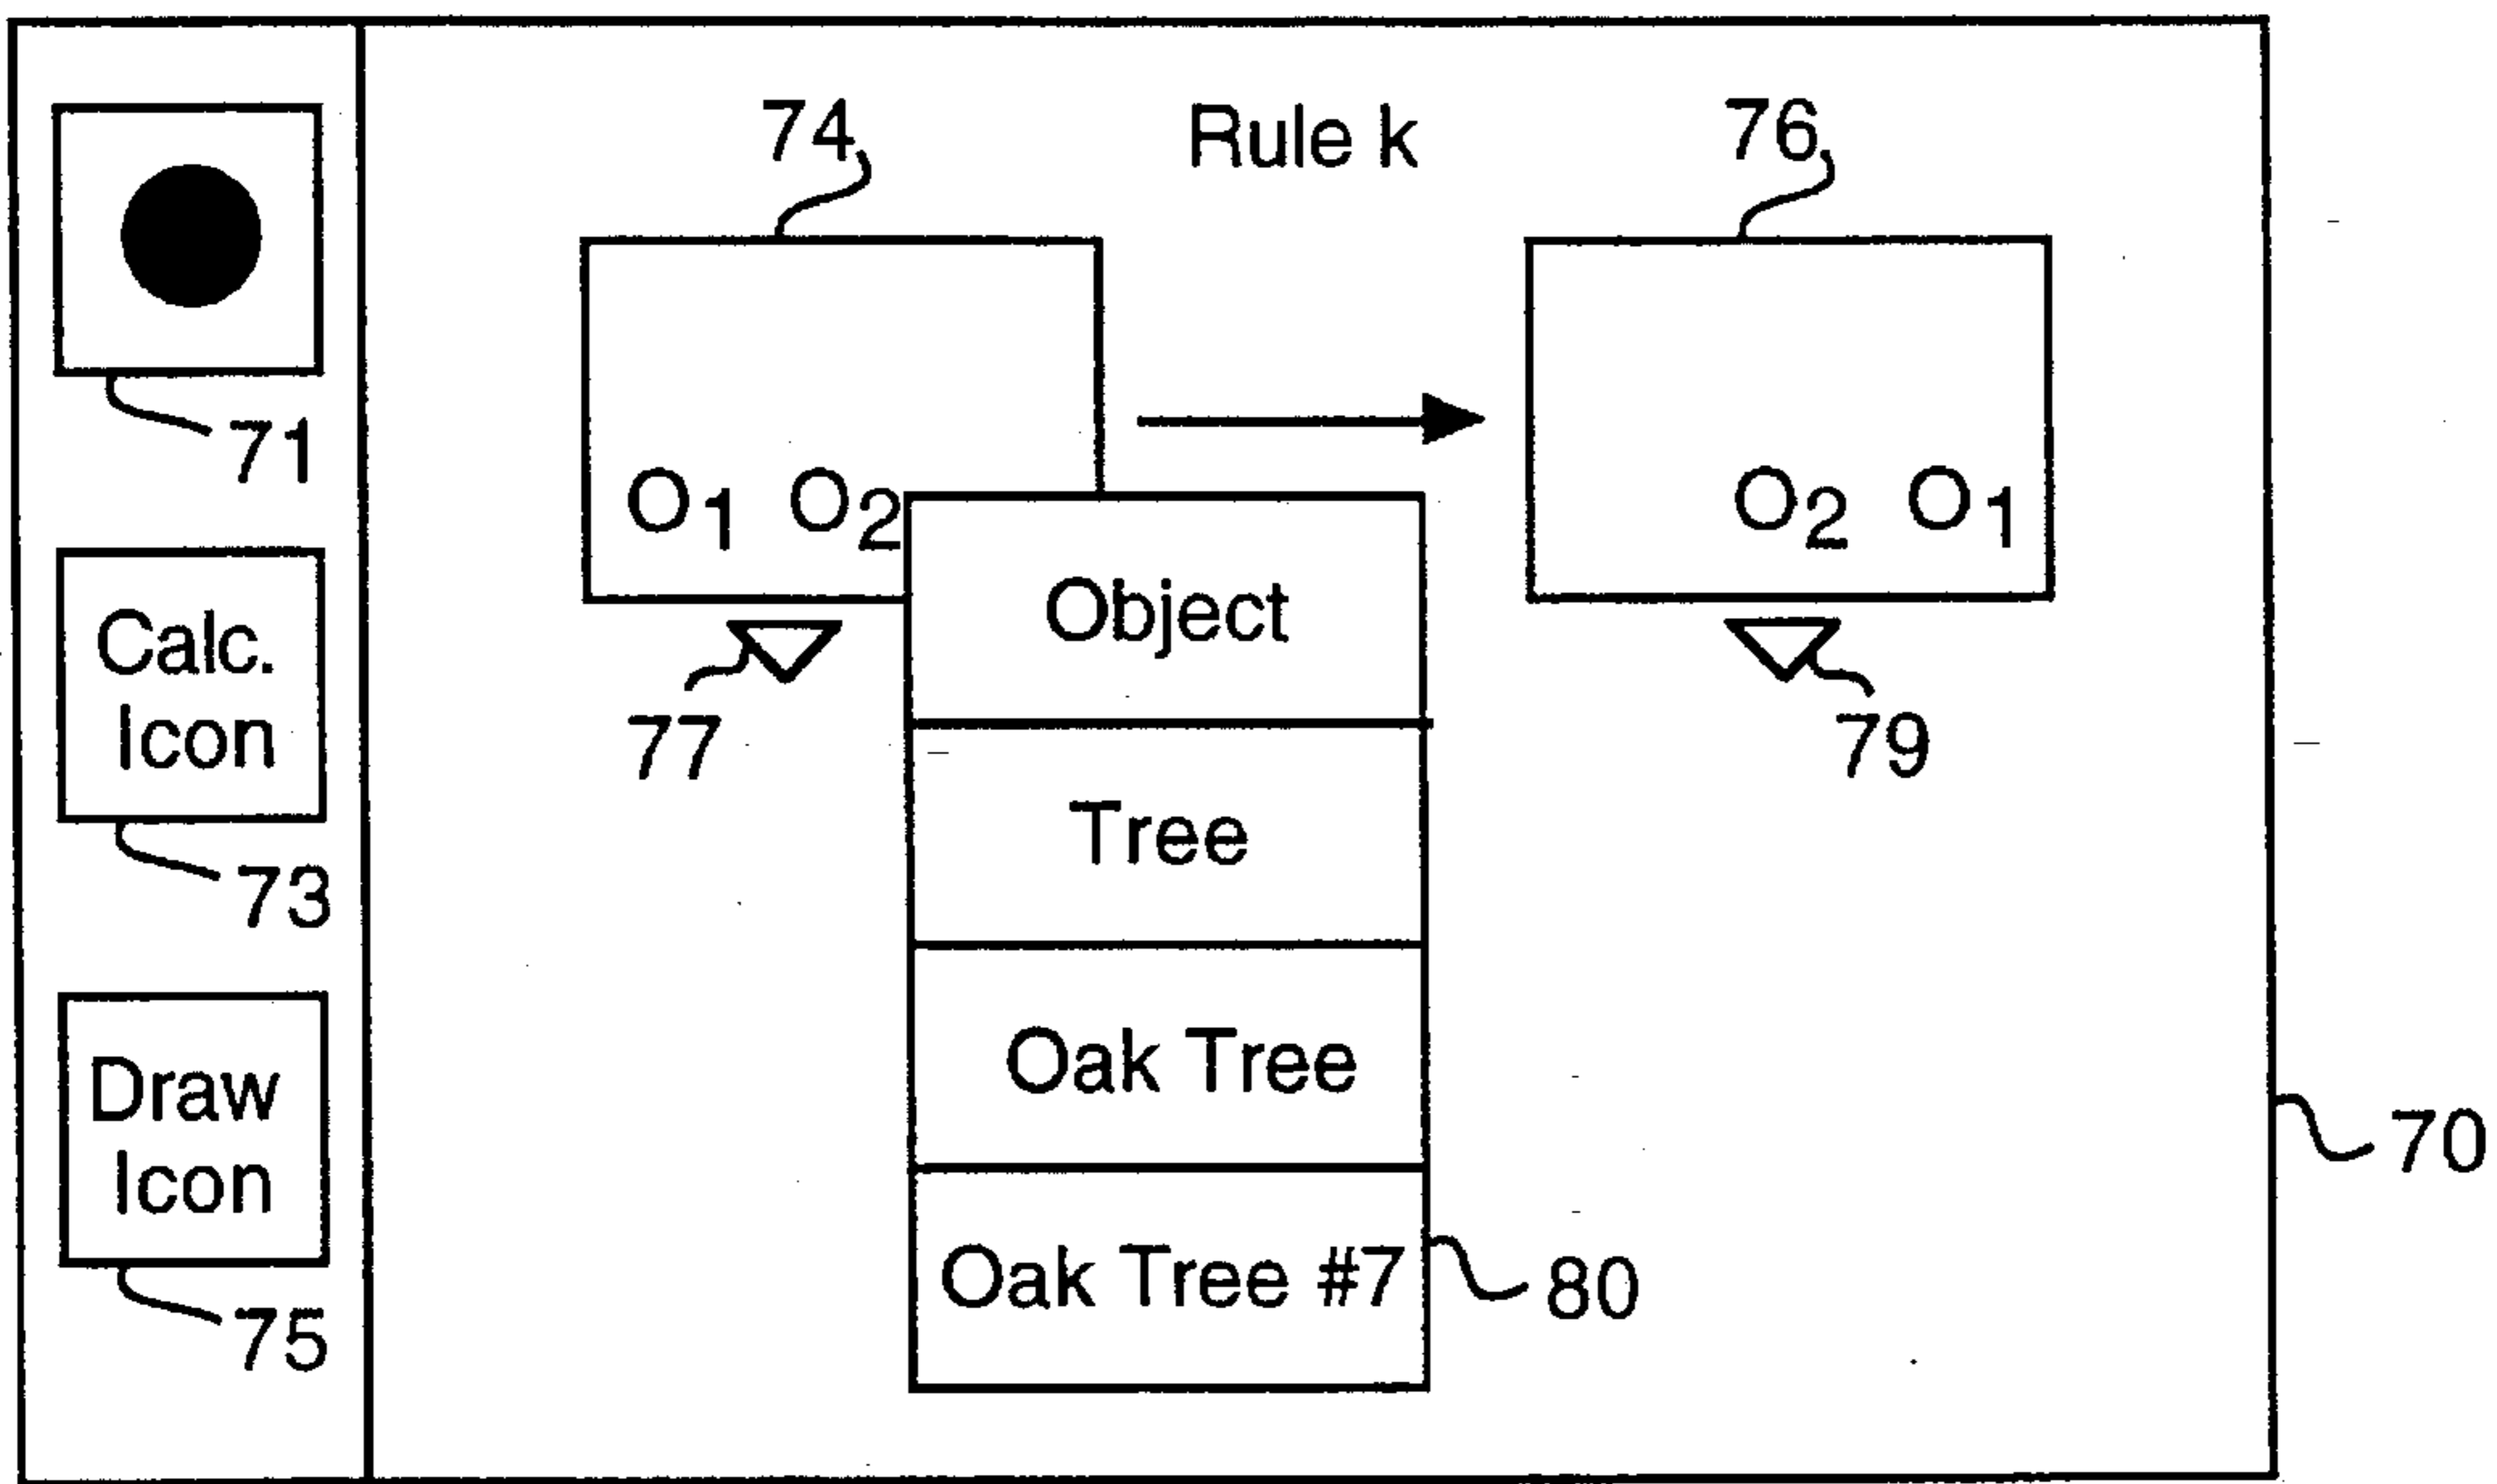 74
Rule k
76
71
O1 O2
O2 O1
Object
Calc.
Icon
77
79
Tree
73
Oak Tree
Draw
Icon
70
Oak Tree #7
80
75